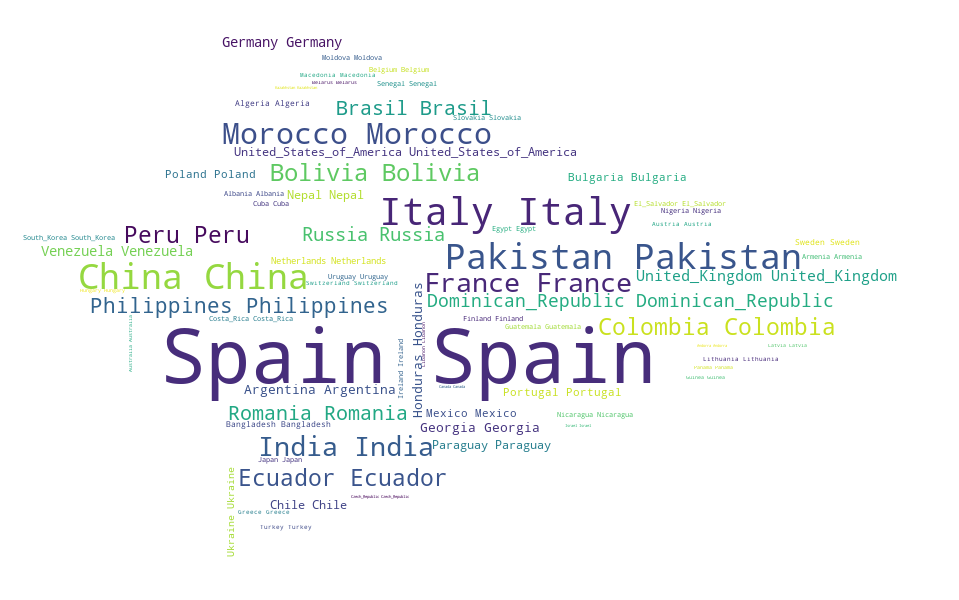 Germany Germany
Moldova Moldova
Belgium Belgium
Macedonia Macedonia
Belarus Belarus
Senegal Senegal
Algeria Algeria
Brasil Brasil
Slovakia Slovakia
Morocco Morocco
United_States_of_America United_States_of_America
Poland Poland
Bolivia Bolivia
Bulgaria Bulgaria
Albania Albania
Nepal Nepal
Cuba Cuba
Italy Italy
El_Salvador El_Salvador
Nigeria Nigeria
Austria Austria
South_Korea South_Korea
Peru Peru
Russia Russia
Egypt Egypt
Sweden Sweden
Venezuela Venezuela
Netherlands Netherlands
Pakistan Pakistan
Armenia Armenia
China China
Uruguay Uruguay
Switzerland Switzerland
France France
United_Kingdom United_Kingdom
Philippines Philippines
Dominican_Republic Dominican_Republic
Costa_Rica Costa_Rica
Honduras Honduras
Finland Finland
Guatemala Guatemala
Colombia Colombia
Australia Australia
Ireland Ireland
Lebanon Lebanon
Spain Spain
Latvia Latvia
Lithuania Lithuania
Panamba Panamba
Guinea Guinea
Argentina Argentina
Canada Canada
Portugal Portugal
Romania Romania
Mexico Mexico
Nicaragua Nicaragua
Bangladesh Bangladesh
Georgia Georgia
Israel Israel
India India
Paraguay Paraguay
Japan Japan
Ecuador Ecuador
Ukraine Ukraine
Czech_Republic Czech_Republic
Chile Chile
Greece Greece
Turkey Turkey